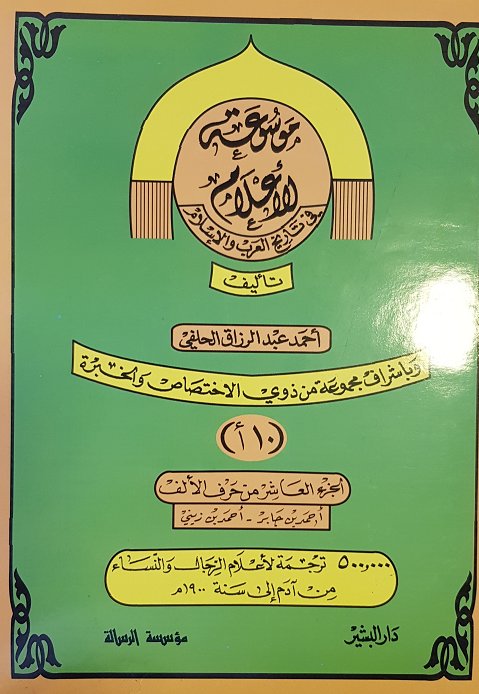 موسوعة
الأعلام
في تاريخ العرب والإسلام
تأليف
أحمد عبد الرزاق الحلفي
وباشراف مجموعة من ذوي الاختصاص والخبرة
(١٠ أ)
الجزء العاشر من حرف الألف
أحمد بن جابر - أحمد بن زيني
٥٠٠,٠٠٠ ترجمة لأعلام الرجال والنساء
من آدم إلى سنة ١٩٠٠م
دار البشير
مؤسسة الرسالة